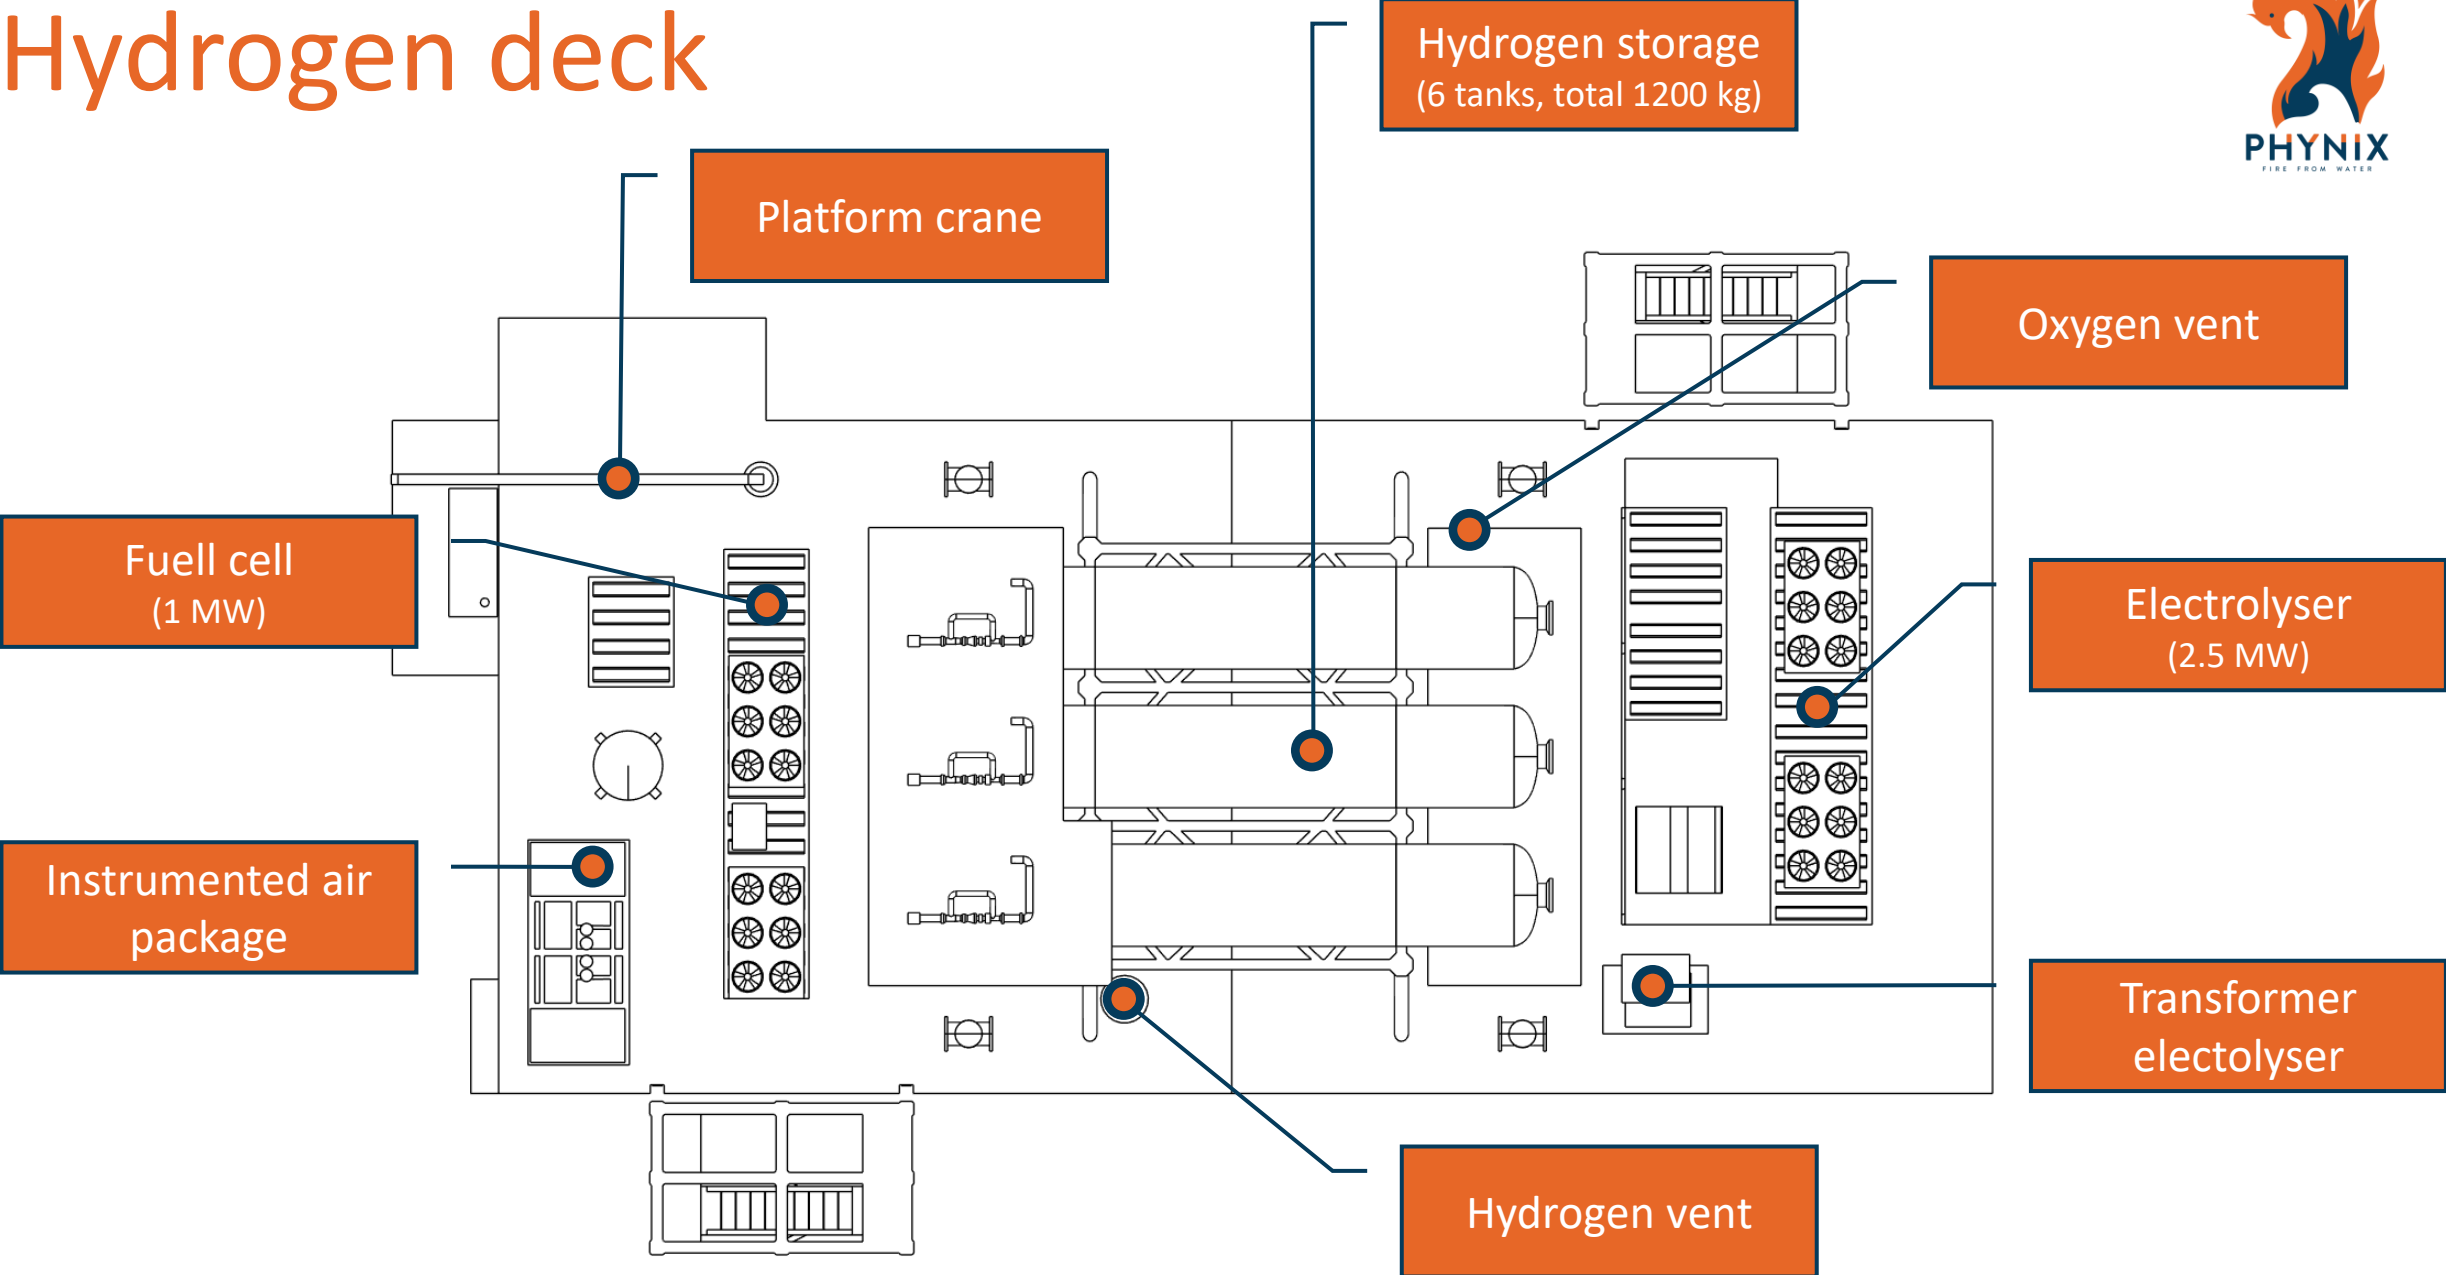 Hydrogen deck
Hydrogen storage
(6 tanks, total 1200 kg)
PHYNIX
FIRE FROM WATER
Platform crane
Oxygen vent
Fuell cell
(1 MW)
Electrolyser
(2.5 MW)
Instrumented air
package
Transformer
electolyser
Hydrogen vent